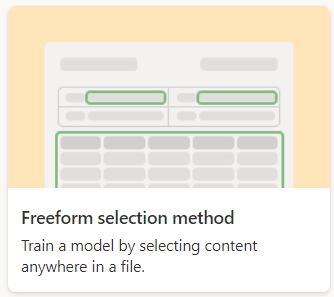 Freeform selection method
Train a model by selecting content
anywhere in a file.